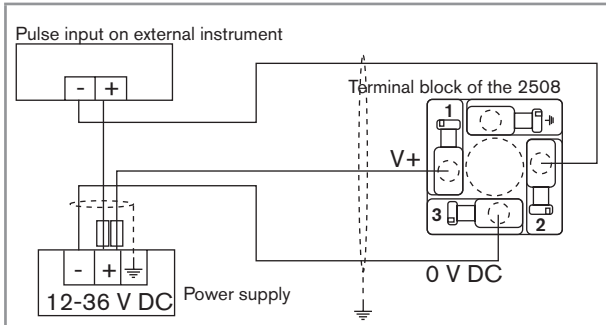 Pulse input on external instrument
- +
Terminal block of the 2508
1
V+
3
2
0 V DC
- +
12-36 V DC
Power supply